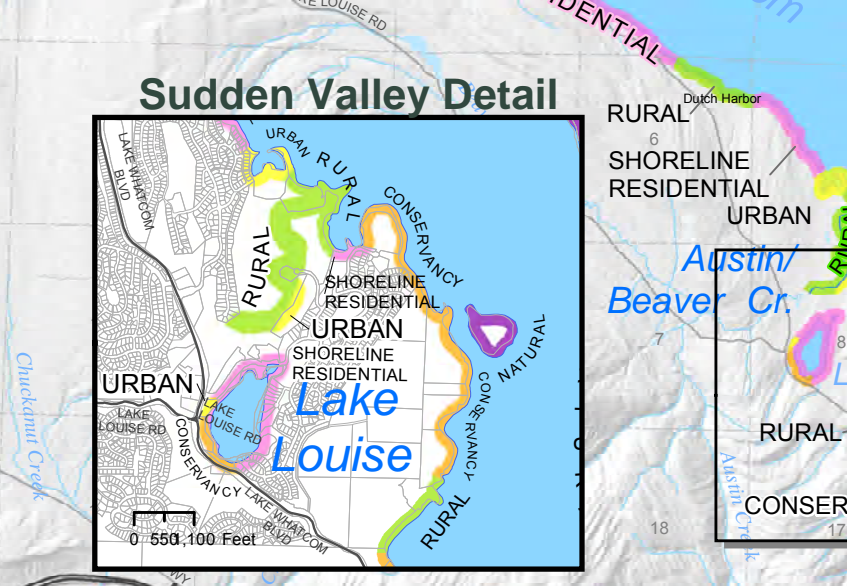 LAKE LOUISE RD
DENTIAL
Sudden Valley Detail
Dutch Harbor
RURAL
6
SHORELINE
RESIDENTIAL
URBAN
RURAL
Austin/
Beaver Cr.
7
8
RURAL
Austin Creek
CONSER
17
18
Chuckanut Creek
LAKE WHATCOM
BLVD
URBAN
RURAL
CONSERVANCY
RURAL
SHORELINE
RESIDENTIAL
URBAN
SHORELINE
RESIDENTIAL
NATURAL
URBAN
LAKE
LOUISE RD
LAKE
LOUISE RD
Lake
Louise
CONSERVANCY
CONSERVANCY
LAKE WHATCOM
BLVD
RURAL
0 550 1,100 Feet
WY